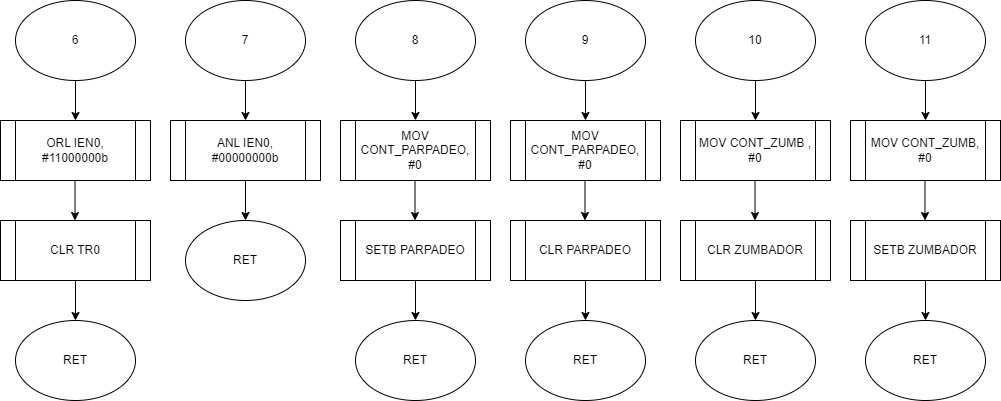 6
ORL IEN0,
#11000000b
CLR TR0
RET
7
ANL IEN0,
#00000000b
RET
8
MOV
CONT_PARPADEO,
#0
SETB PARPADEO
RET
9
MOV
CONT_PARPADEO,
#0
CLR PARPADEO
RET
10
MOV CONT_ZUMB ,
#0
CLR ZUMBADOR
RET
11
MOV CONT_ZUMB,
#0
SETB ZUMBADOR
RET